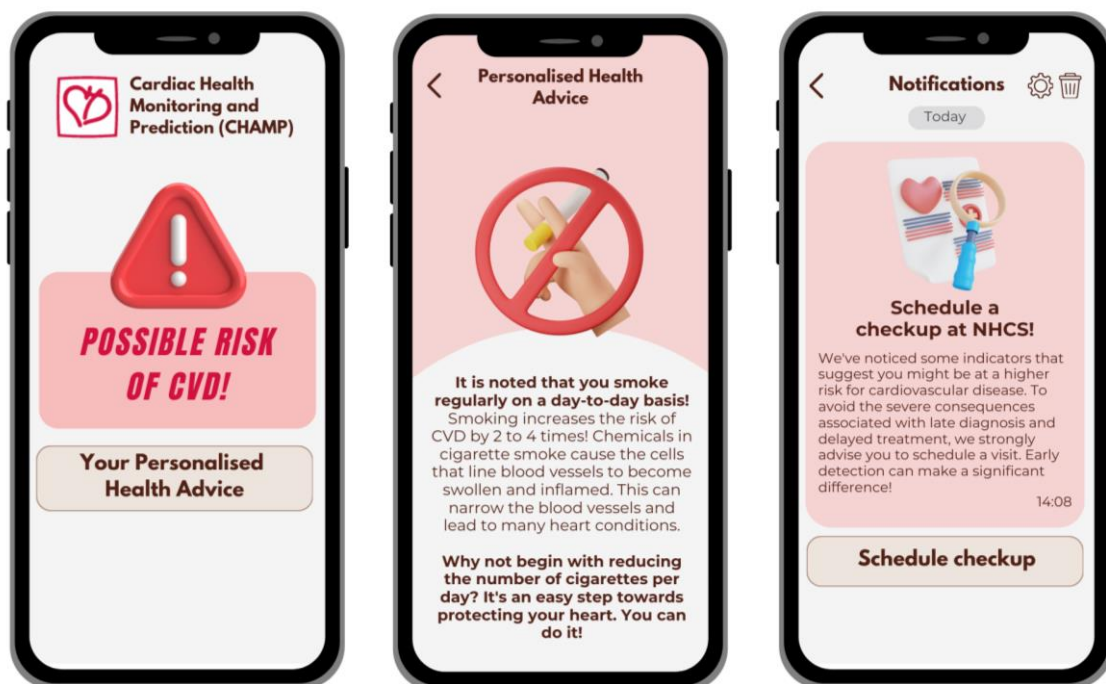 Cardiac Health
Monitoring and
Prediction (CHAMP)
POSSIBLE RISK
OF CVD!
Your Personalised
Health Advice
Personalised Health
Advice
It is noted that you smoke
regularly on a day-to-day basis!
Smoking increases the risk of
CVD by 2 to 4 times! Chemicals in
cigarette smoke cause the cells
that line blood vessels to become
swollen and inflamed. This can
narrow the blood vessels and
lead to many heart conditions.
Why not begin with reducing
the number of cigarettes per
day? It's an easy step towards
protecting your heart. You can
do it!
Notifications
Today
Schedule a
checkup at NHCS!
We've noticed some indicators that
suggest you might be at a higher
risk for cardiovascular disease. To
avoid the severe consequences
associated with late diagnosis and
delayed treatment, we strongly
advise you to schedule a visit. Early
detection can make a significant
difference!
14:08
Schedule checkup